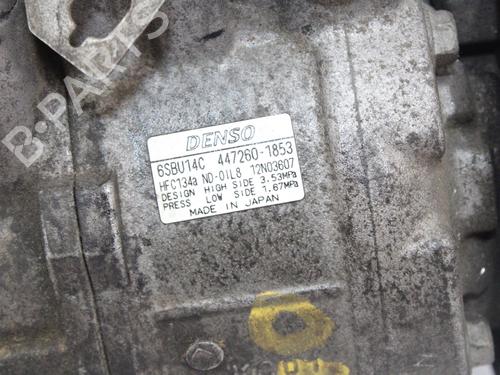 B-PARTS
DENSO
6SBU14C 447260-1853
HFC134a ND-OIL8 12N03607
DESIGN HIGH SIDE 3.53MPa
PRESS LOW SIDE 1.67MPa
MADE IN JAPAN